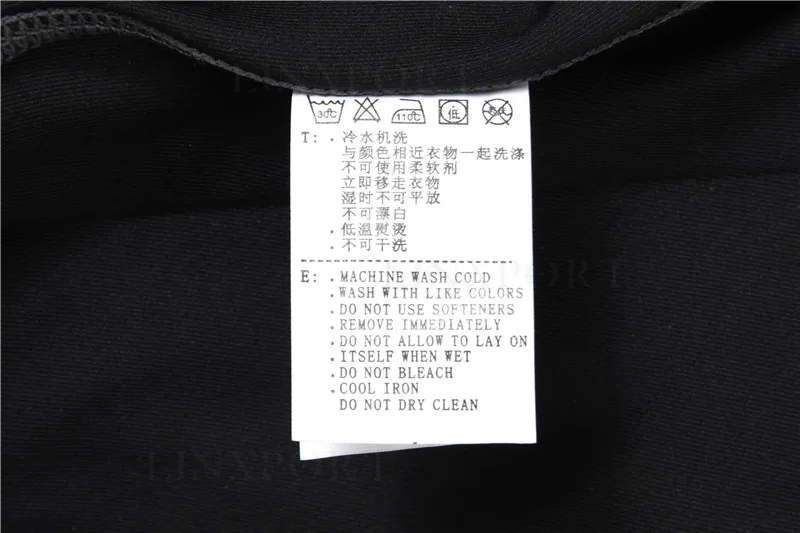 LINXPORT
30℃ 110℃ 低
T: .冷水机洗
与颜色相近衣物一起洗涤
不可使用柔软剂
立即移走衣物
湿时不可平放
不可漂白
.低温熨烫
.不可干洗
E: .MACHINE WASH COLD
.WASH WITH LIKE COLORS
.DO NOT USE SOFTENERS
.REMOVE IMMEDIATELY
.DO NOT ALLOW TO LAY ON
.ITSELF WHEN WET
.DO NOT BLEACH
.COOL IRON
DO NOT DRY CLEAN
LINXPORT